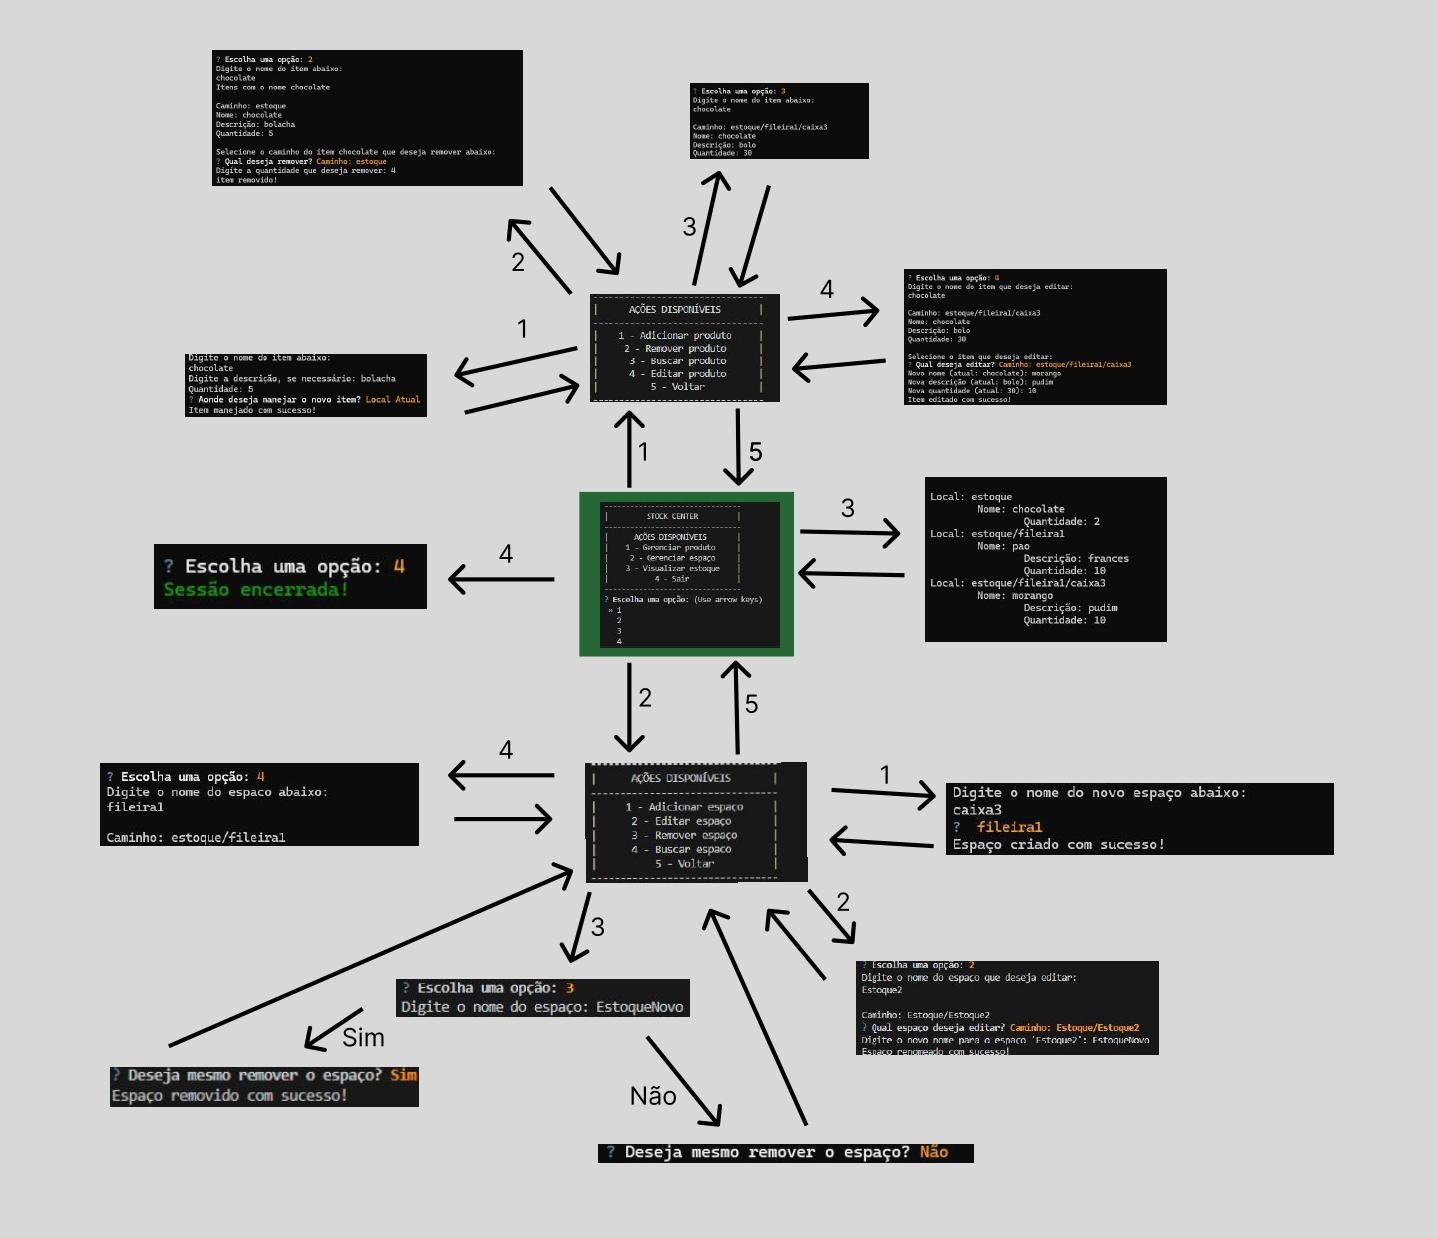 ? Escolha uma opção: 2
Digite o nome do item abaixo:
chocolate
Itens com o nome chocolate
Caminho: estoque
Nome: chocolate
Descrição: bolacha
Quantidade: 5
Selecione o caminho do item chocolate que deseja remover abaixo:
? Qual deseja remover? Caminho: estoque
Digite a quantidade que deseja remover: 4
item removido!
? Escolha uma opção: 3
Digite o nome do item abaixo:
chocolate
Caminho: estoque/fileira1/caixa3
Nome: chocolate
Descrição: bolo
Quantidade: 30
3
2
? Escolha uma opção: 4
Digite o nome do item que deseja editar:
chocolate
Caminho: estoque/fileira1/caixa3
Nome: chocolate
Descrição: bolo
Quantidade: 30
Selecione o item que deseja editar:
? Qual deseja editar? Caminho: estoque/fileira1/caixa3
Novo nome (atual: chocolate): morango
Nova descrição (atual: bolo): pudim
Nova quantidade (atual: 30): 10
Item editado com sucesso!
4
1
AÇÕES DISPONÍVEIS
1 - Adicionar produto
2 - Remover produto
3 - Buscar produto
4 - Editar produto
5 - Voltar
Digite o nome do item abaixo:
chocolate
Digite a descrição, se necessário: bolacha
Quantidade: 5
? Aonde deseja manejar o novo item? Local Atual
Item manejado com sucesso!
1
5
STOCK CENTER
AÇÕES DISPONÍVEIS
1 - Gerenciar produto
2 - Gerenciar espaço
3 - Visualizar estoque
4 - Sair
? Escolha uma opção: (Use arrow keys)
» 1
2
3
4
3
Local: estoque
Nome: chocolate
Quantidade: 2
Local: estoque/fileira1
Nome: pao
Descrição: frances
Quantidade: 10
Local: estoque/fileira1/caixa3
Nome: morango
Descrição: pudim
Quantidade: 10
4
? Escolha uma opção: 4
Sessão encerrada!
2
5
4
? Escolha uma opção: 4
Digite o nome do espaco abaixo:
fileira1
Caminho: estoque/fileira1
AÇÕES DISPONÍVEIS
1 - Adicionar espaço
2 - Editar espaço
3 - Remover espaço
4 - Buscar espaco
5 - Voltar
1
Digite o nome do novo espaço abaixo:
caixa3
? fileira1
Espaço criado com sucesso!
2
3
? Escolha uma opção: 2
Digite o nome do espaço que deseja editar:
Estoque2
Caminho: Estoque/Estoque2
? Qual espaço deseja editar? Caminho: Estoque/Estoque2
Digite o novo nome para o espaço 'Estoque2': EstoqueNovo
Espaço renomeado com sucesso!
? Escolha uma opção: 3
Digite o nome do espaço: EstoqueNovo
Sim
? Deseja mesmo remover o espaço? Sim
Espaço removido com sucesso!
Não
? Deseja mesmo remover o espaço? Não